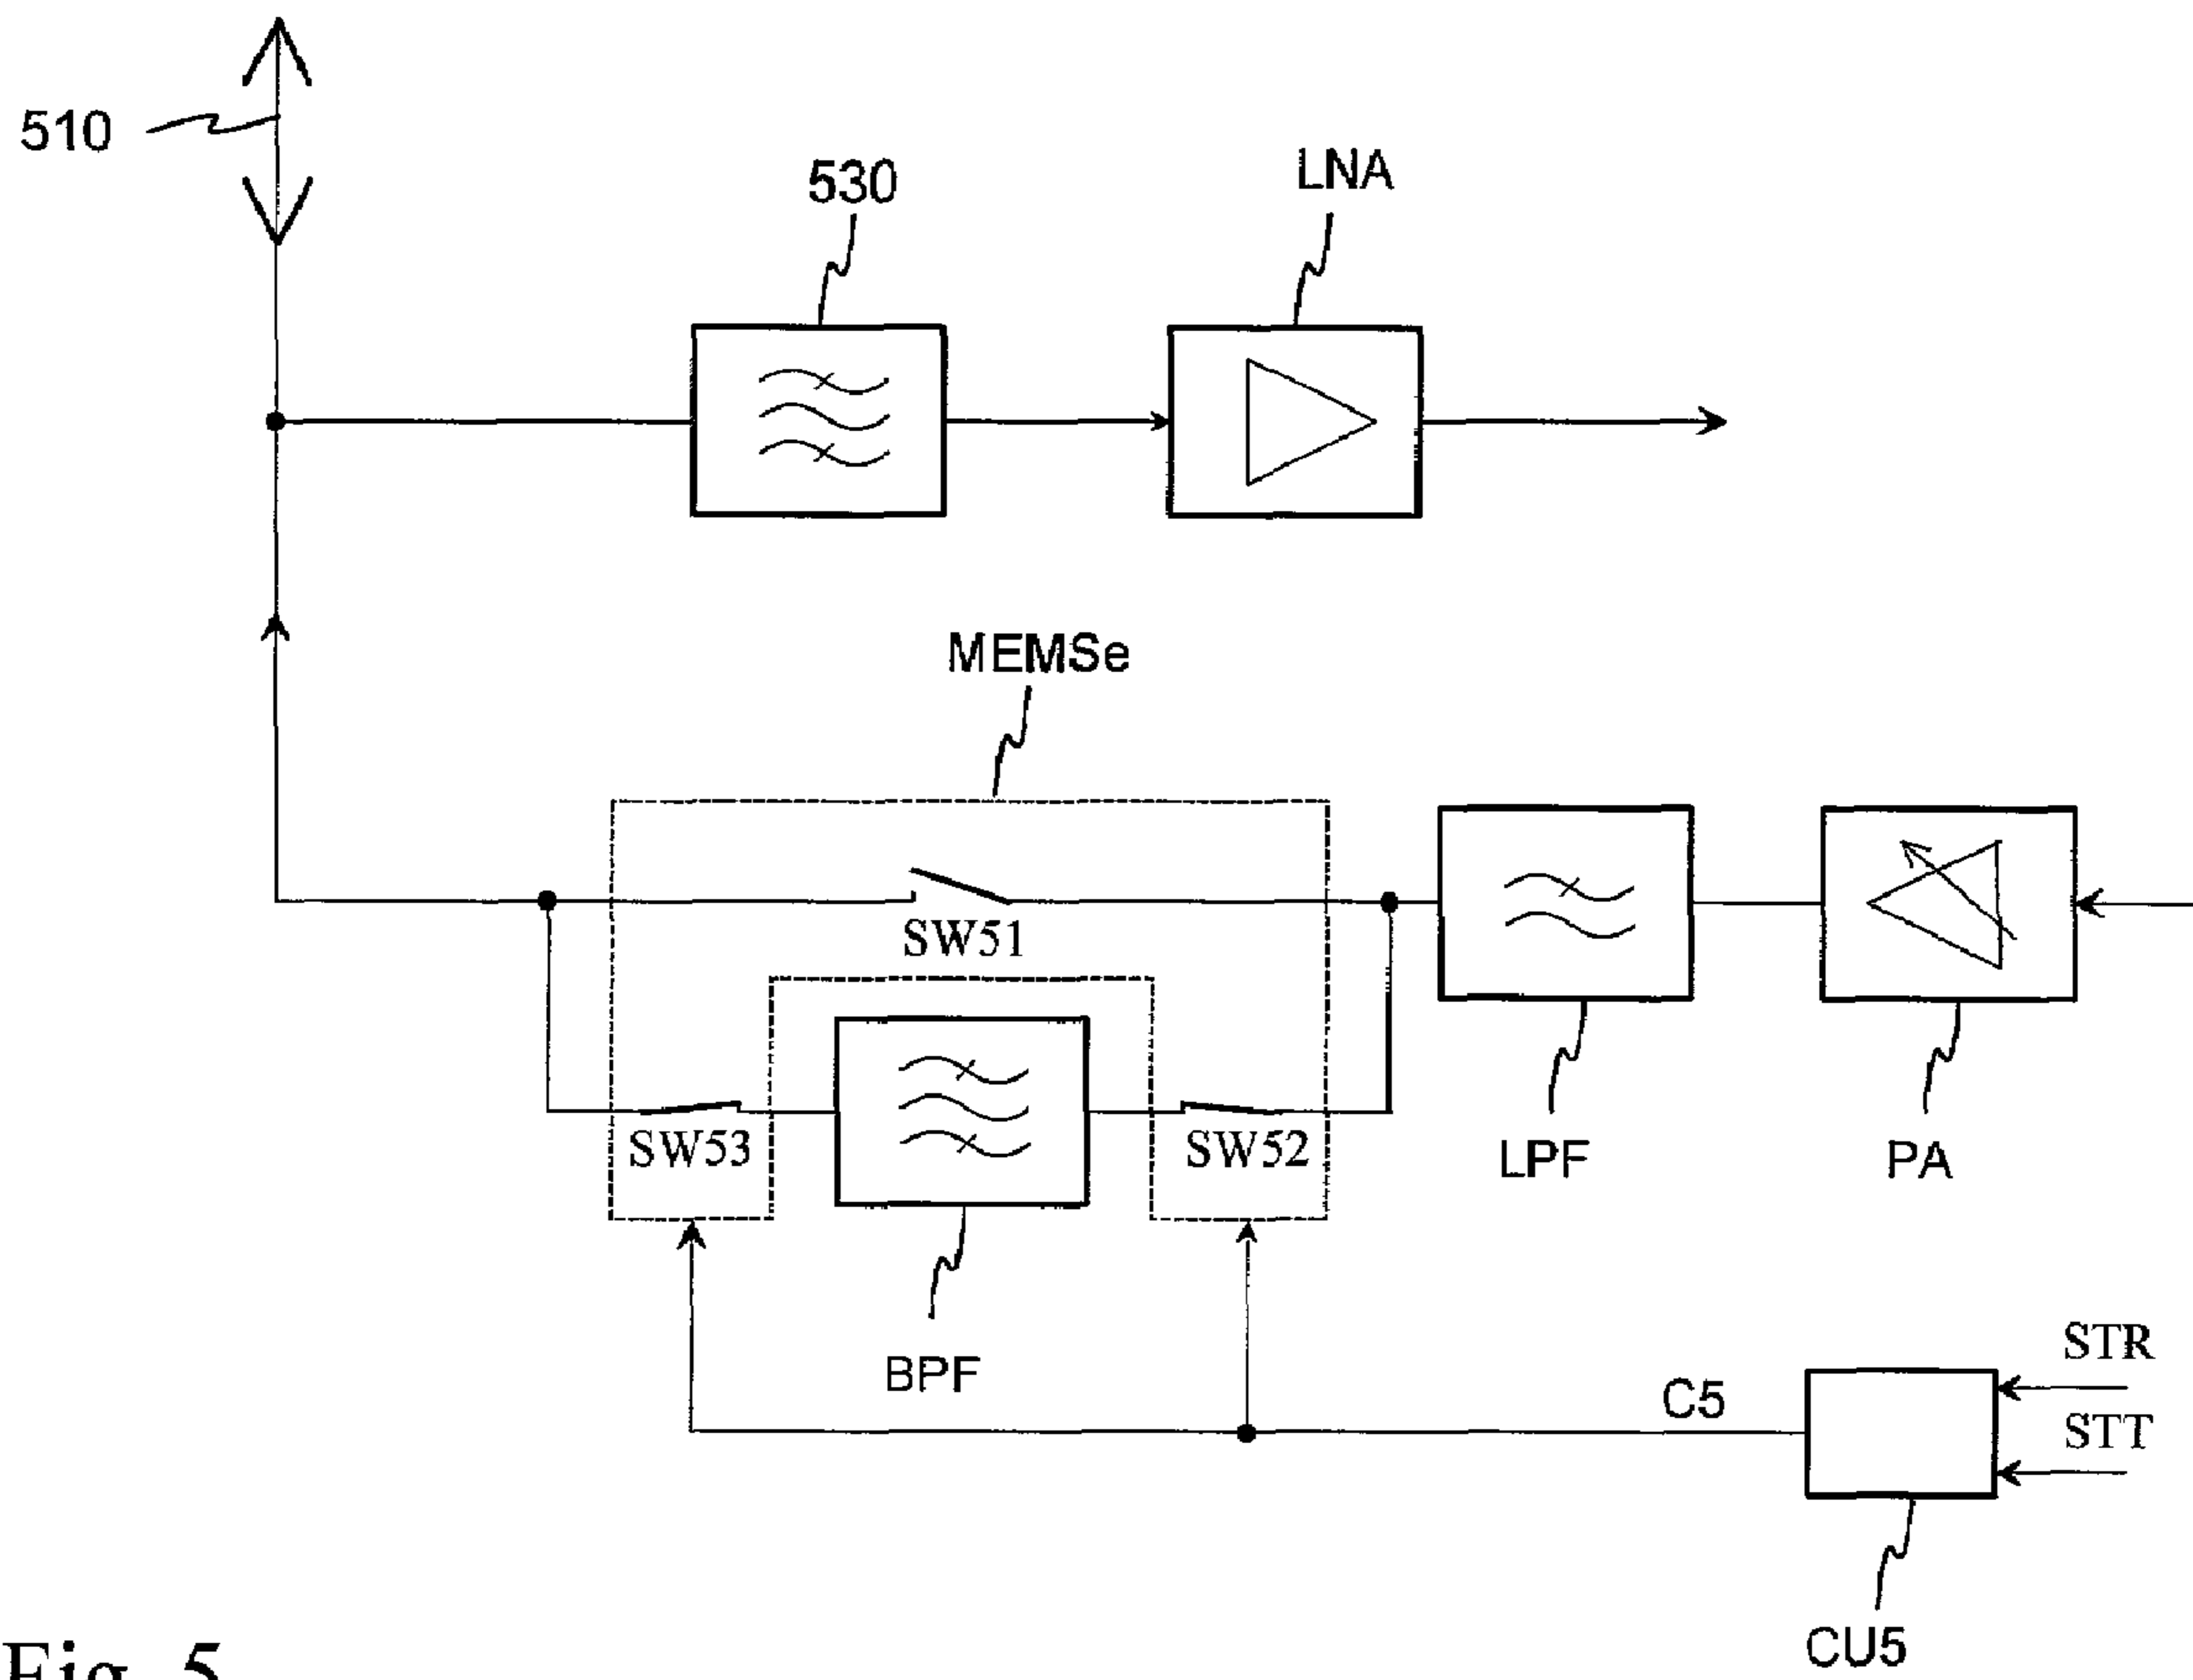 510
530
LNA
MEMSe
SW51
SW53
SW52
LPF
PA
BPF
STR
C5
STT
CU5
Fig. 5